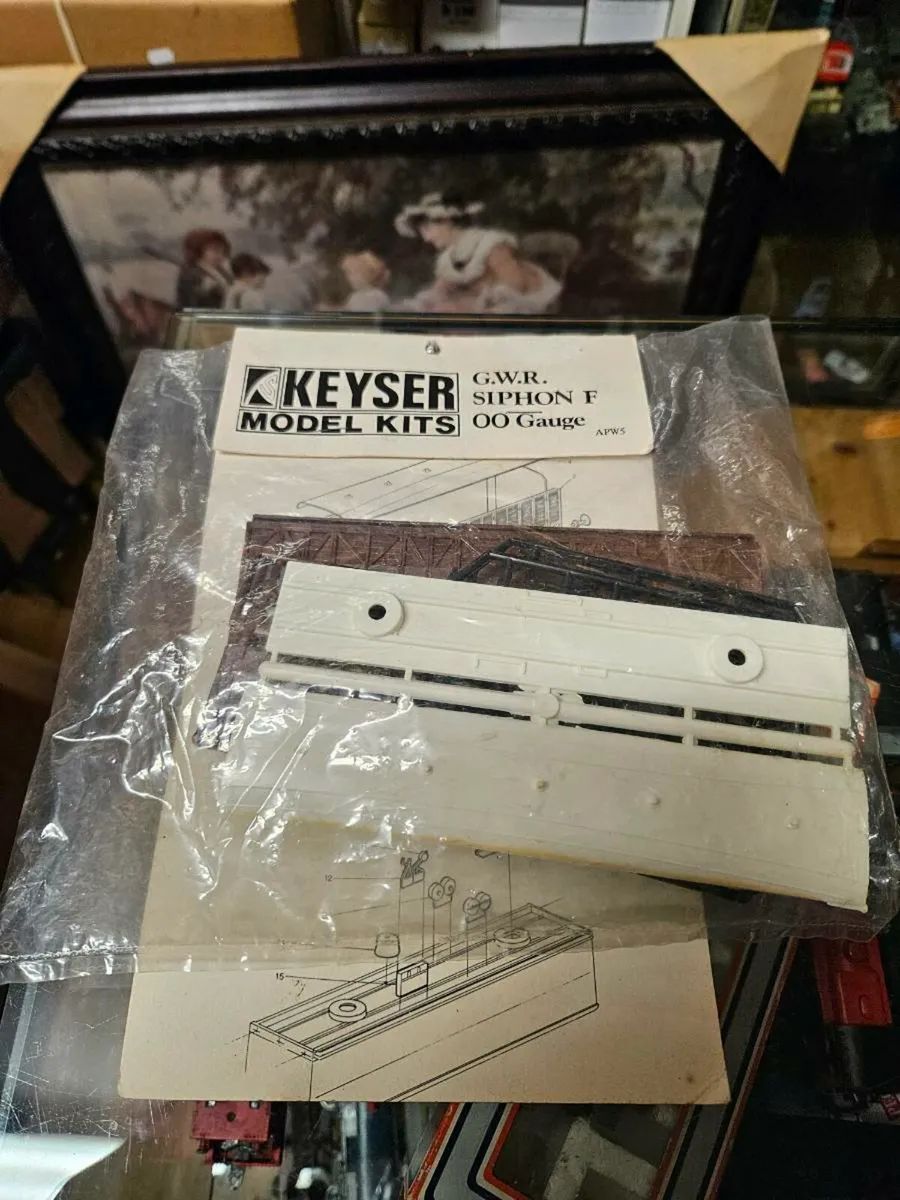 KEYSER
MODEL KITS
G.W.R.
SIPHON F
OO Gauge
APW5
12
15